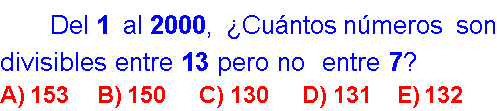 Del 1 al 2000, ¿Cuántos números son
divisibles entre 13 pero no entre 7?
A) 153 B) 150 C) 130 D) 131 E) 132